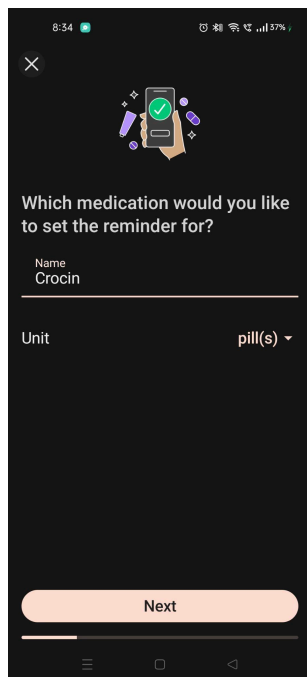 8:34
37%
Which medication would you like
to set the reminder for?
Name
Crocin
Unit
pill(s)
Next